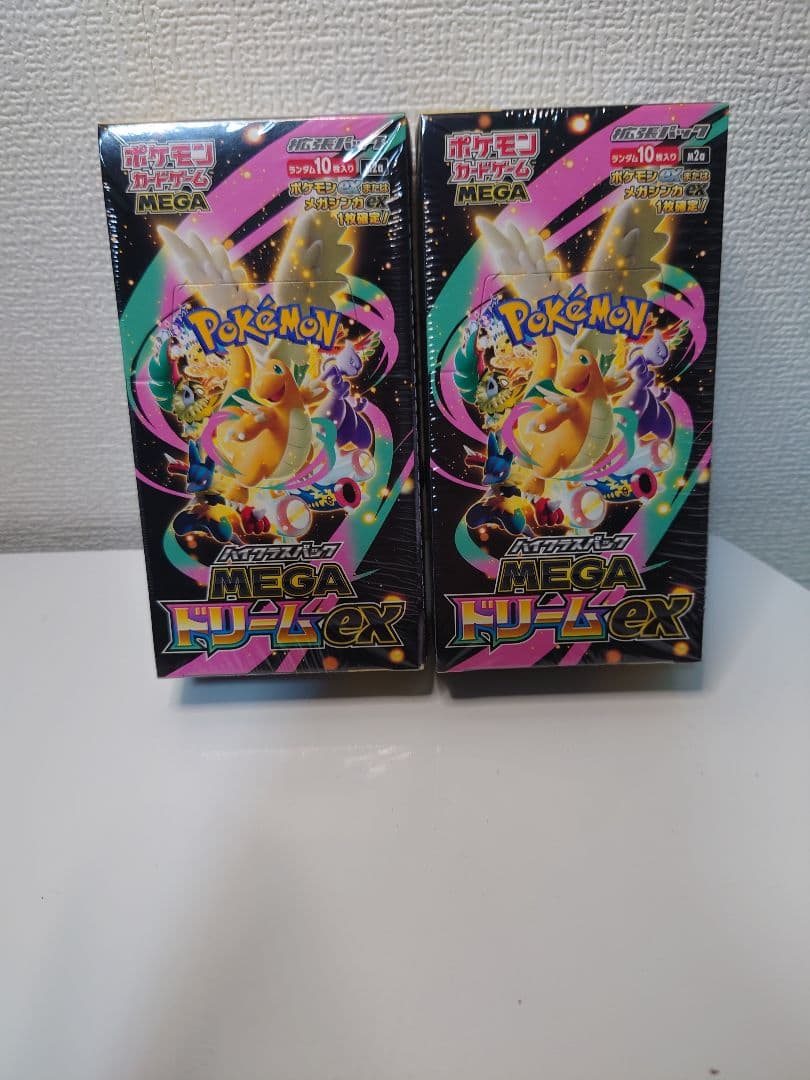 ポケモン
カードゲーム
MEGA
拡張パック
ランダム10枚入り M2a
ポケモンexまたは
メガシンカex
1枚確定!
POKéMON
ハイクラスパック
MEGA
ドリームex
ポケモン
カードゲーム
MEGA
拡張パック
ランダム10枚入り M2a
ポケモンexまたは
メガシンカex
1枚確定!
POKéMON
ハイクラスパック
MEGA
ドリームex